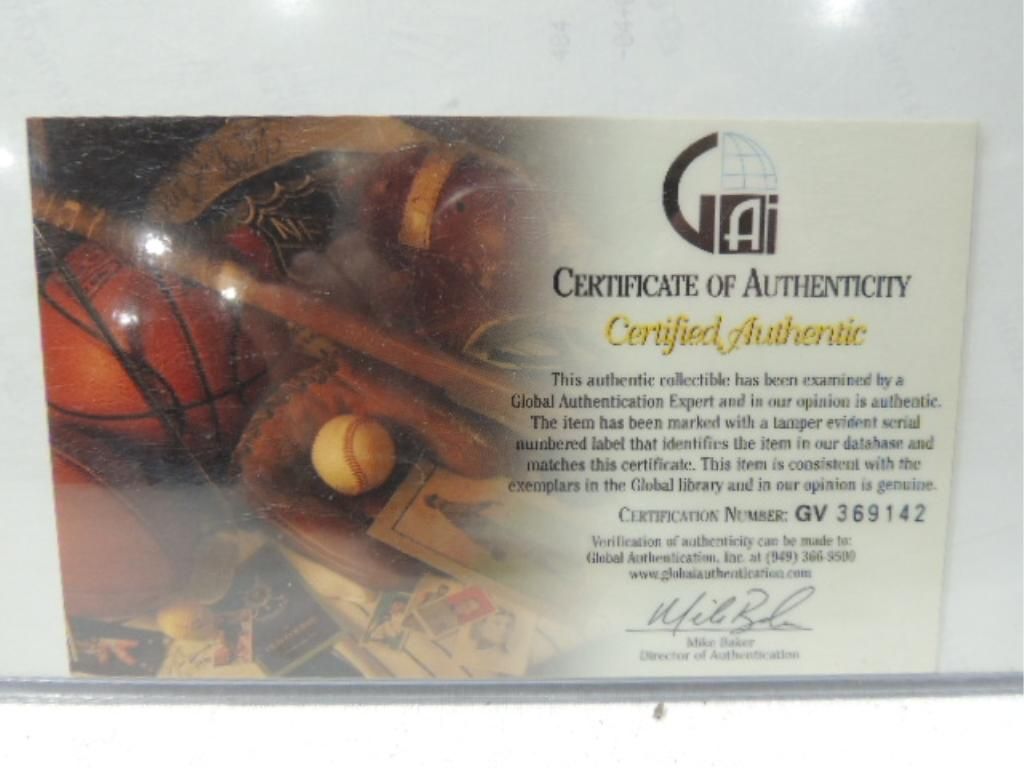 GAi
CERTIFICATE OF AUTHENTICITY
Certified Authentic
This authentic collectible has been examined by a
Global Authentication Expert and in our opinion is authentic.
The item has been marked with a tamper evident serial
numbered label that identifies the item in our database and
matches this certificate. This item is consistent with the
exemplars in the Global library and in our opinion is genuine.
CERTIFICATION NUMBER: GV 369142
Verification of authenticity can be made to:
Global Authentication, Inc. at (949) 366-9500
www.globalauthentication.com
Mike Baker
Director of Authentication